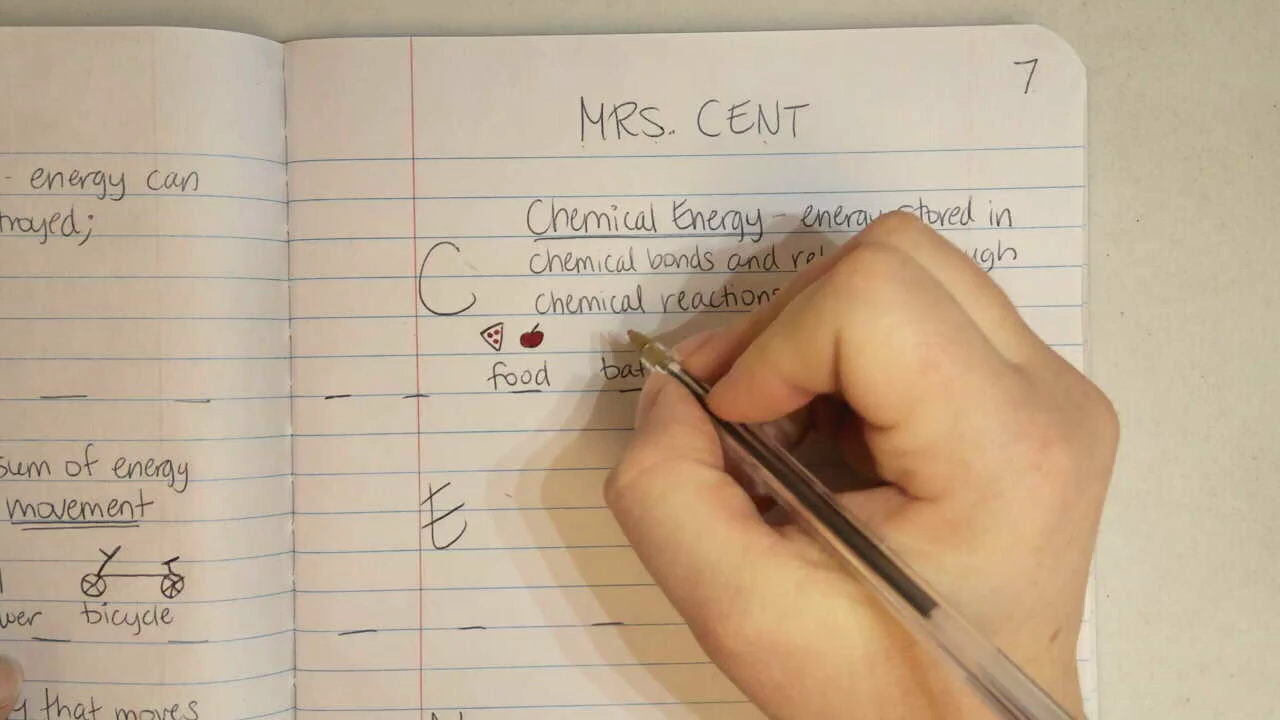 - energy can
sum of energy
movement
bicycle
that moves
7
MRS. CENT
Chemical Energy - energy stored in
chemical bonds and
chemical reactions
C
food
E